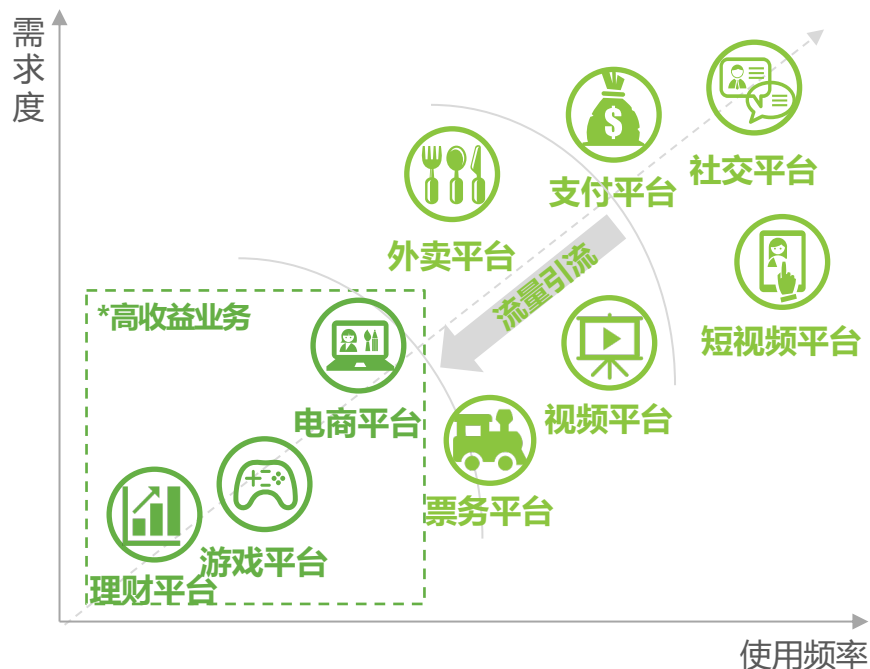 需求度
社交平台
支付平台
外卖平台
流量引流
*高收益业务
短视频平台
视频平台
电商平台
票务平台
游戏平台
理财平台
使用频率